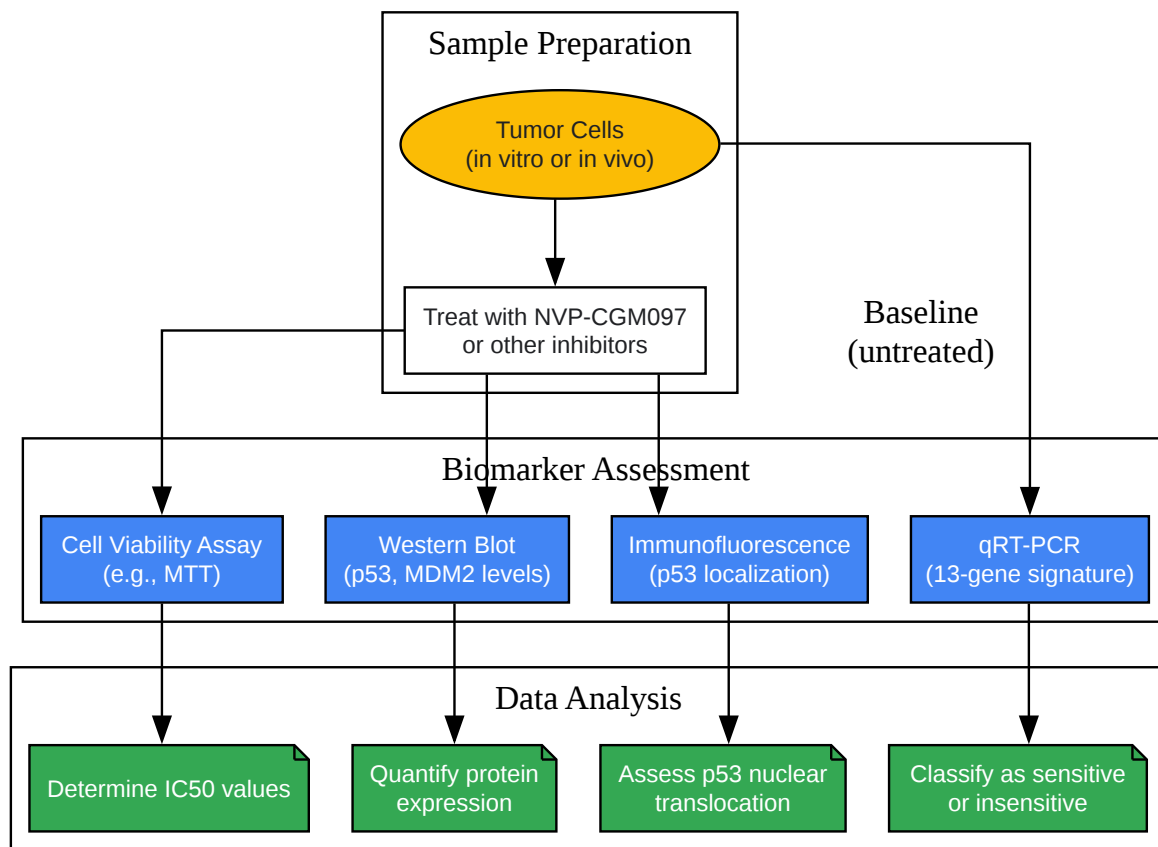 Sample Preparation
Tumor Cells
(in vitro or in vivo)
Treat with NVP-CGM097
or other inhibitors
Baseline
(untreated)
Biomarker Assessment
Cell Viability Assay
(e.g., MTT)
Western Blot
(p53, MDM2 levels)
Immunofluorescence
(p53 localization)
qRT-PCR
(13-gene signature)
Data Analysis
Determine IC50 values
Quantify protein
expression
Assess p53 nuclear
translocation
Classify as sensitive
or insensitive